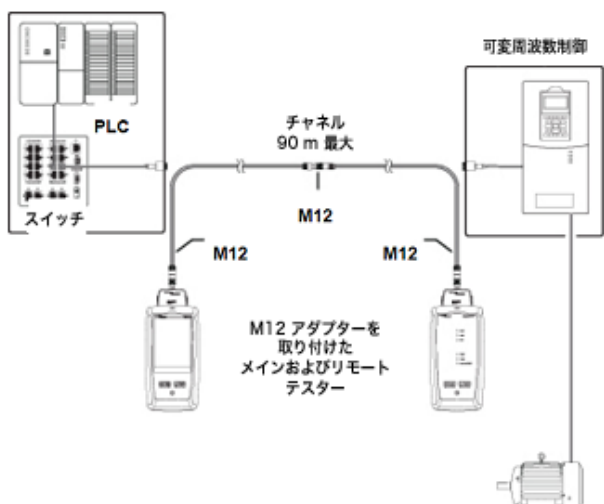 可変周波数制御
PLC
チャネル
90 m 最大
M12
スイッチ
M12
M12
M12 アダプターを
取り付けた
メインおよびリモート
テスター